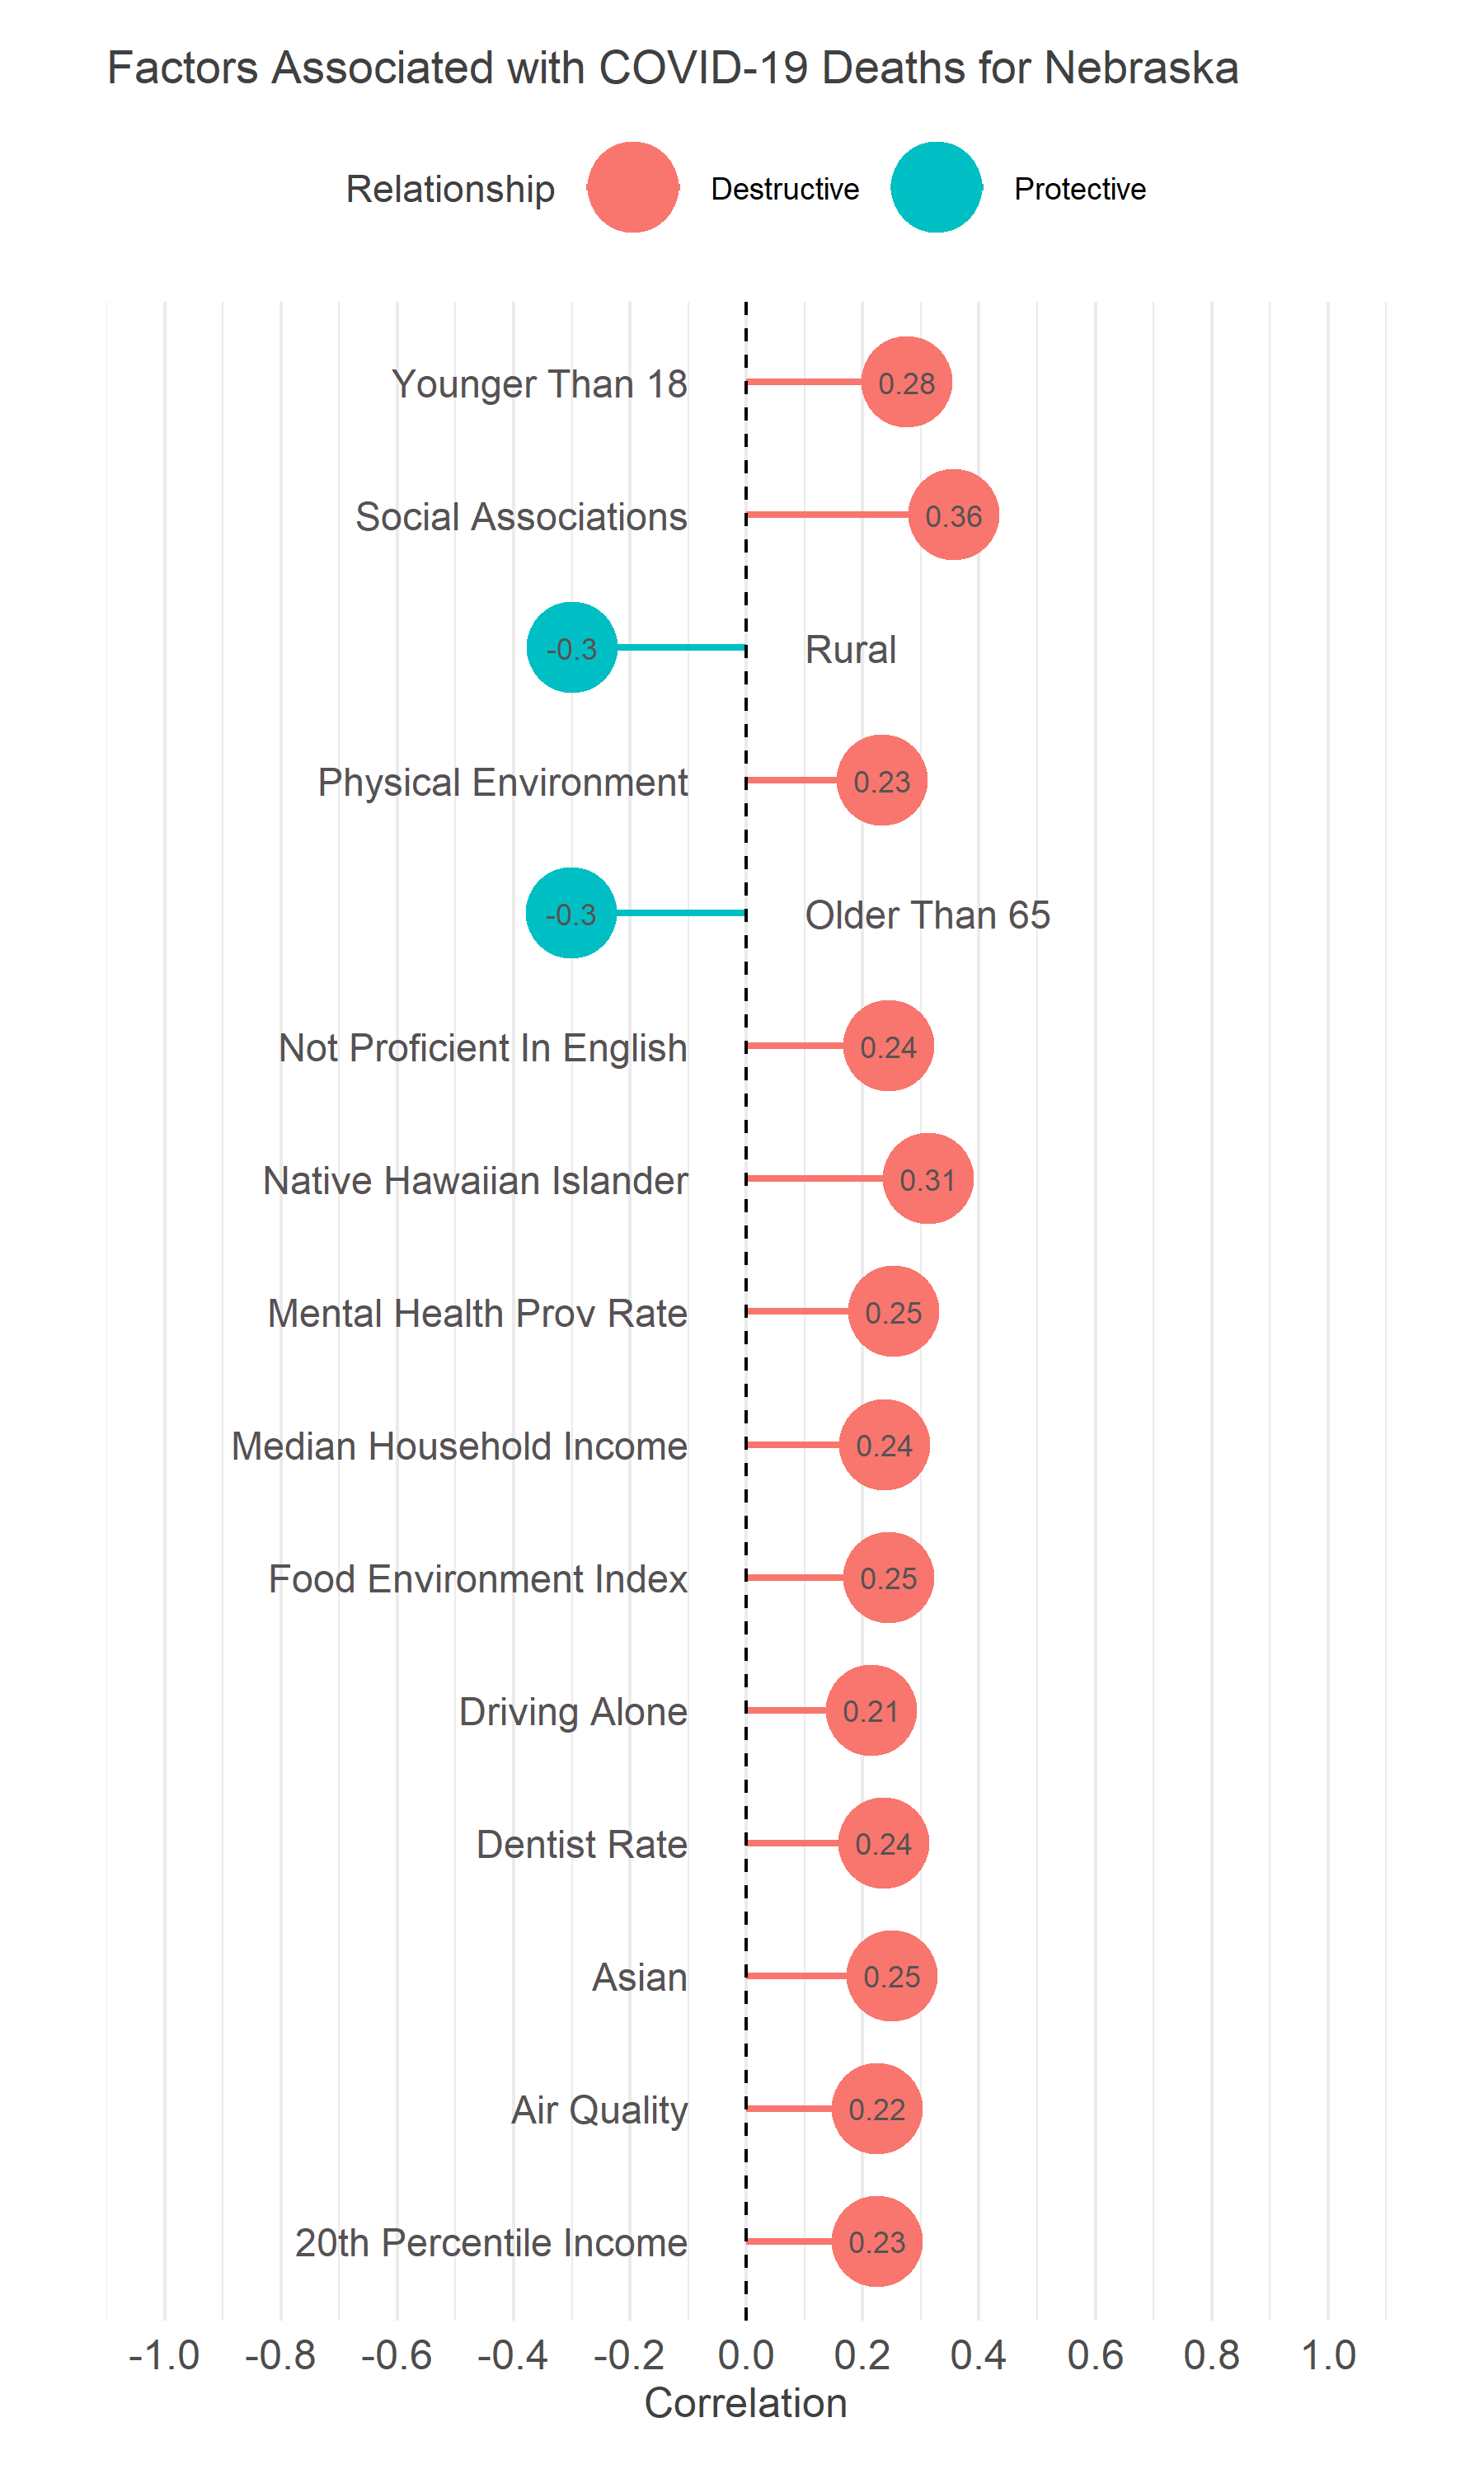 Factors Associated with COVID-19 Deaths for Nebraska
Relationship Destructive Protective
Younger Than 18 0.28
Social Associations 0.36
-0.3 Rural
Physical Environment 0.23
-0.3 Older Than 65
Not Proficient In English 0.24
Native Hawaiian Islander 0.31
Mental Health Prov Rate 0.25
Median Household Income 0.24
Food Environment Index 0.25
Driving Alone 0.21
Dentist Rate 0.24
Asian 0.25
Air Quality 0.22
20th Percentile Income 0.23
-1.0 -0.8 -0.6 -0.4 -0.2 0.0 0.2 0.4 0.6 0.8 1.0
Correlation